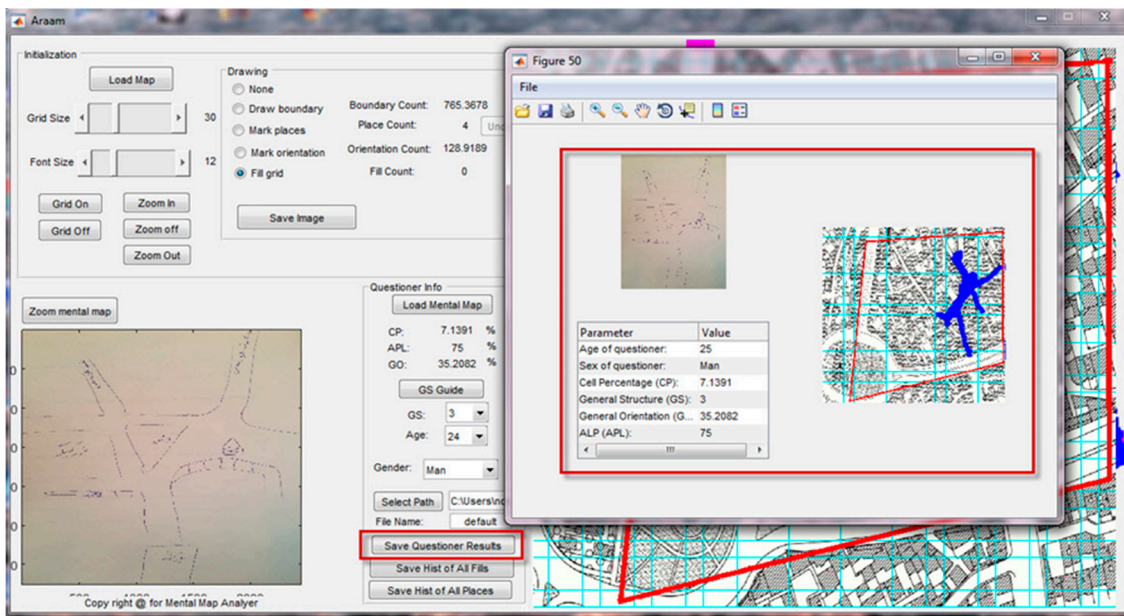 Araam
Initialization
Load Map
Grid Size 30
Font Size 12
Grid On Zoom In
Grid Off Zoom off
Zoom Out
Drawing
None
Draw boundary
Mark places
Mark orientation
Fill grid
Boundary Count: 765.3678
Place Count: 4
Orientation Count: 128.9189
Fill Count: 0
Save Image
Zoom mental map
Copy right @ for Mental Map Analyer
Questioner Info
Load Mental Map
CP: 7.1391 %
APL: 75 %
GO: 35.2082 %
GS Guide
GS: 3
Age: 24
Gender: Man
Select Path
File Name: default
Save Questioner Results
Save Hist of All Fills
Save Hist of All Places
Figure 50
File
Parameter Value
Age of questioner: 25
Sex of questioner: Man
Cell Percentage (CP): 7.1391
General Structure (GS): 3
General Orientation (G... 35.2082
ALP (APL): 75